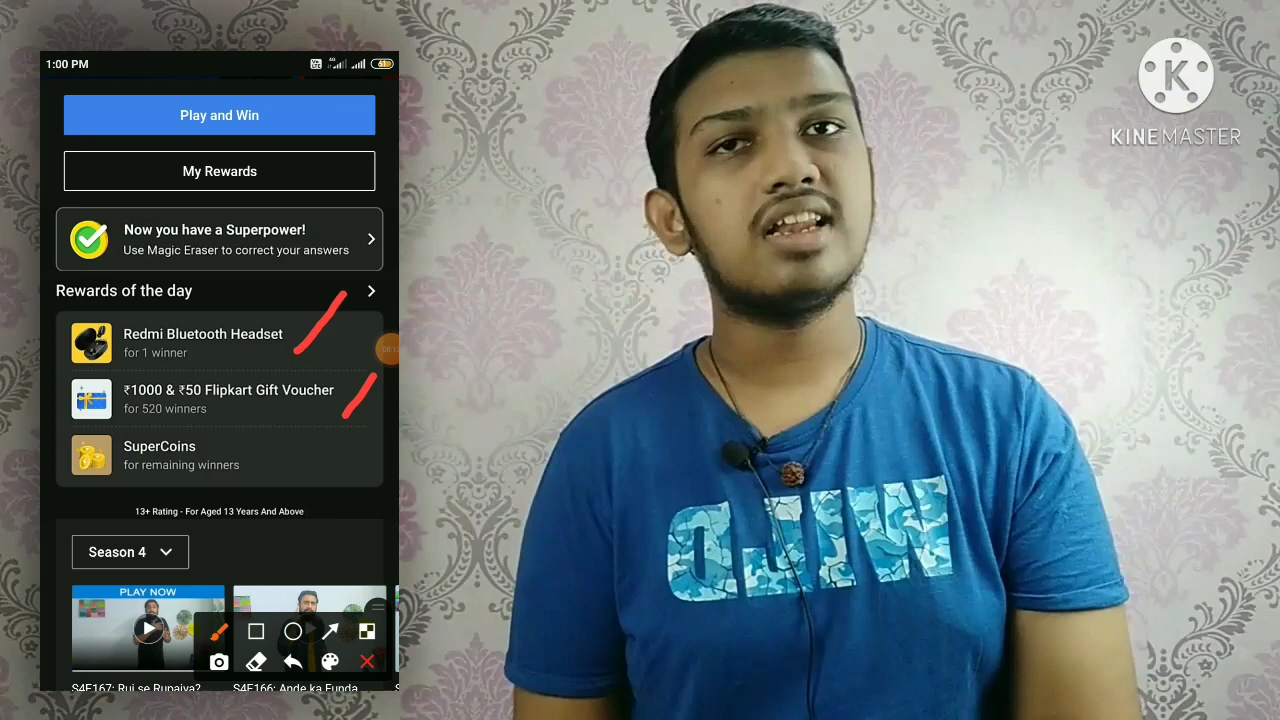 1:00 PM
61
Play and Win
My Rewards
Now you have a Superpower!
Use Magic Eraser to correct your answers
Rewards of the day
Redmi Bluetooth Headset
for 1 winner
₹1000 & ₹50 Flipkart Gift Voucher
for 520 winners
SuperCoins
for remaining winners
13+ Rating - For Aged 13 Years And Above
Season 4
PLAY NOW
S4E167: Rui se Rupaiya?
S4E166: Ande ka Funda
K
KINEMASTER
WILD